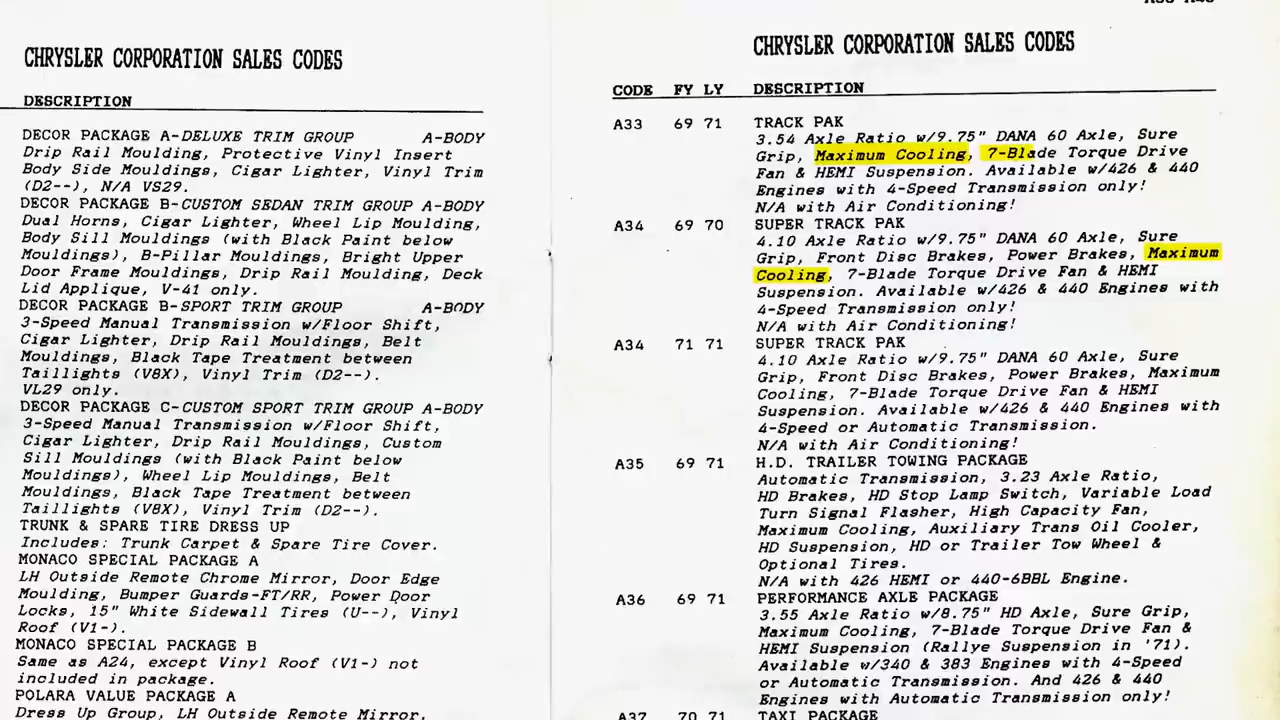 CHRYSLER CORPORATION SALES CODES
DESCRIPTION
DECOR PACKAGE A-DELUXE TRIM GROUP A-BODY
Drip Rail Moulding, Protective Vinyl Insert
Body Side Mouldings, Cigar Lighter, Vinyl Trim
(D2--), N/A VS29.
DECOR PACKAGE B-CUSTOM SEDAN TRIM GROUP A-BODY
Dual Horns, Cigar Lighter, Wheel Lip Moulding,
Body Sill Mouldings (with Black Paint below
Mouldings), B-Pillar Mouldings, Bright Upper
Door Frame Mouldings, Drip Rail Moulding, Deck
Lid Applique, V-41 only.
DECOR PACKAGE B-SPORT TRIM GROUP A-BODY
3-Speed Manual Transmission w/Floor Shift,
Cigar Lighter, Drip Rail Mouldings, Belt
Mouldings, Black Tape Treatment between
Taillights (V8X), Vinyl Trim (D2--).
VL29 only.
DECOR PACKAGE C-CUSTOM SPORT TRIM GROUP A-BODY
3-Speed Manual Transmission w/Floor Shift,
Cigar Lighter, Drip Rail Mouldings, Custom
Sill Mouldings (with Black Paint below
Mouldings), Wheel Lip Mouldings, Belt
Mouldings, Black Tape Treatment between
Taillights (V8X), Vinyl Trim (D2--).
TRUNK & SPARE TIRE DRESS UP
Includes: Trunk Carpet & Spare Tire Cover.
MONACO SPECIAL PACKAGE A
LH Outside Remote Chrome Mirror, Door Edge
Moulding, Bumper Guards-FT/RR, Power Door
Locks, 15" White Sidewall Tires (U--), Vinyl
Roof (V1-).
MONACO SPECIAL PACKAGE B
Same as A24, except Vinyl Roof (V1-) not
included in package.
POLARA VALUE PACKAGE A
Dress Up Group, LH Outside Remote Mirror,
CHRYSLER CORPORATION SALES CODES
CODE FY LY DESCRIPTION
A33 69 71 TRACK PAK
3.54 Axle Ratio w/9.75" DANA 60 Axle, Sure
Grip, Maximum Cooling, 7-Blade Torque Drive
Fan & HEMI Suspension. Available w/426 & 440
Engines with 4-Speed Transmission only!
N/A with Air Conditioning!
A34 69 70 SUPER TRACK PAK
4.10 Axle Ratio w/9.75" DANA 60 Axle, Sure
Grip, Front Disc Brakes, Power Brakes, Maximum
Cooling, 7-Blade Torque Drive Fan & HEMI
Suspension. Available w/426 & 440 Engines with
4-Speed Transmission only!
N/A with Air Conditioning!
A34 71 71 SUPER TRACK PAK
4.10 Axle Ratio w/9.75" DANA 60 Axle, Sure
Grip, Front Disc Brakes, Power Brakes, Maximum
Cooling, 7-Blade Torque Drive Fan & HEMI
Suspension. Available w/426 & 440 Engines with
4-Speed or Automatic Transmission.
N/A with Air Conditioning!
A35 69 71 H.D. TRAILER TOWING PACKAGE
Automatic Transmission, 3.23 Axle Ratio,
HD Brakes, HD Stop Lamp Switch, Variable Load
Turn Signal Flasher, High Capacity Fan,
Maximum Cooling, Auxiliary Trans Oil Cooler,
HD Suspension, HD or Trailer Tow Wheel &
Optional Tires.
N/A with 426 HEMI or 440-6BBL Engine.
A36 69 71 PERFORMANCE AXLE PACKAGE
3.55 Axle Ratio w/8.75" HD Axle, Sure Grip,
Maximum Cooling, 7-Blade Torque Drive Fan &
HEMI Suspension (Rallye Suspension in '71).
Available w/340 & 383 Engines with 4-Speed
or Automatic Transmission. And 426 & 440
Engines with Automatic Transmission only!
A37 70 71 TAXI PACKAGE